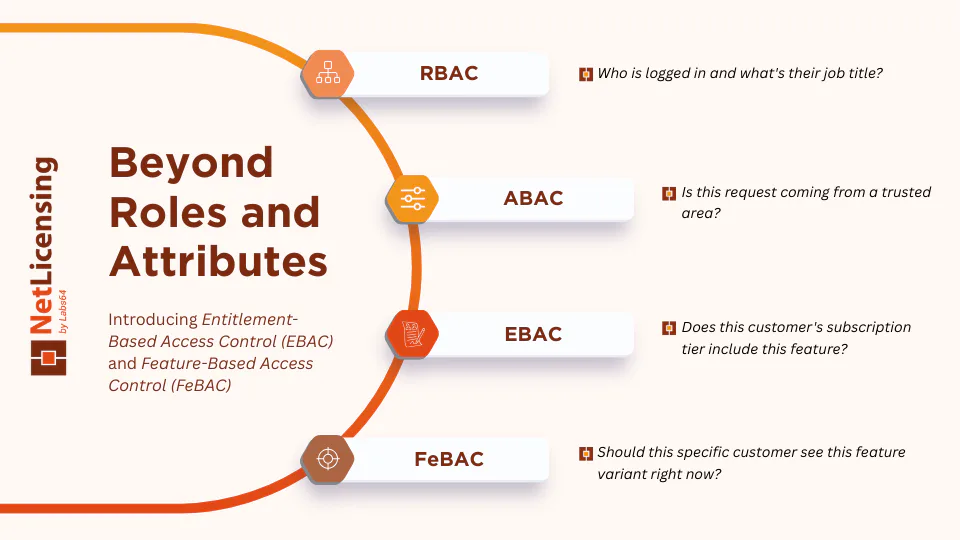 NetLicensing
by Labs64
Beyond
Roles and
Attributes
Introducing Entitlement-
Based Access Control (EBAC)
and Feature-Based Access
Control (FeBAC)
RBAC
Who is logged in and what's their job title?
ABAC
Is this request coming from a trusted
area?
EBAC
Does this customer's subscription
tier include this feature?
FeBAC
Should this specific customer see this feature
variant right now?